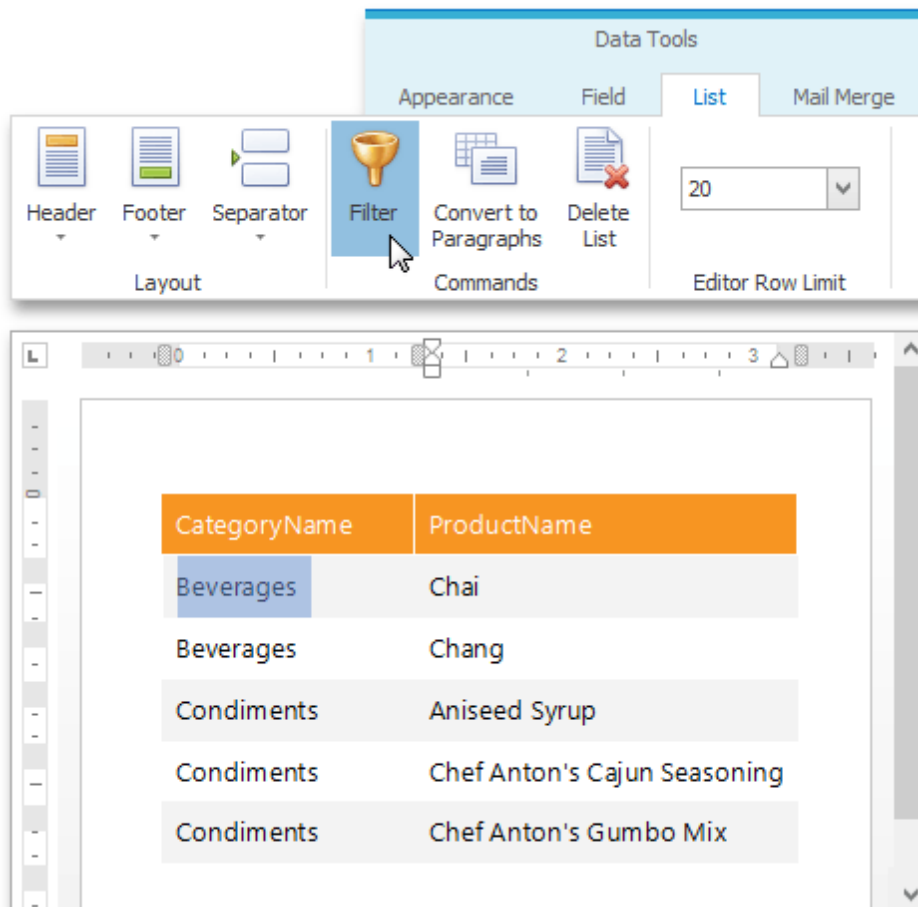 Data Tools
Appearance Field List Mail Merge
Header Footer Separator Filter Convert to Paragraphs Delete List 20
Layout Commands Editor Row Limit
L 0 1 2 3
0
CategoryName ProductName
Beverages Chai
Beverages Chang
Condiments Aniseed Syrup
Condiments Chef Anton's Cajun Seasoning
Condiments Chef Anton's Gumbo Mix